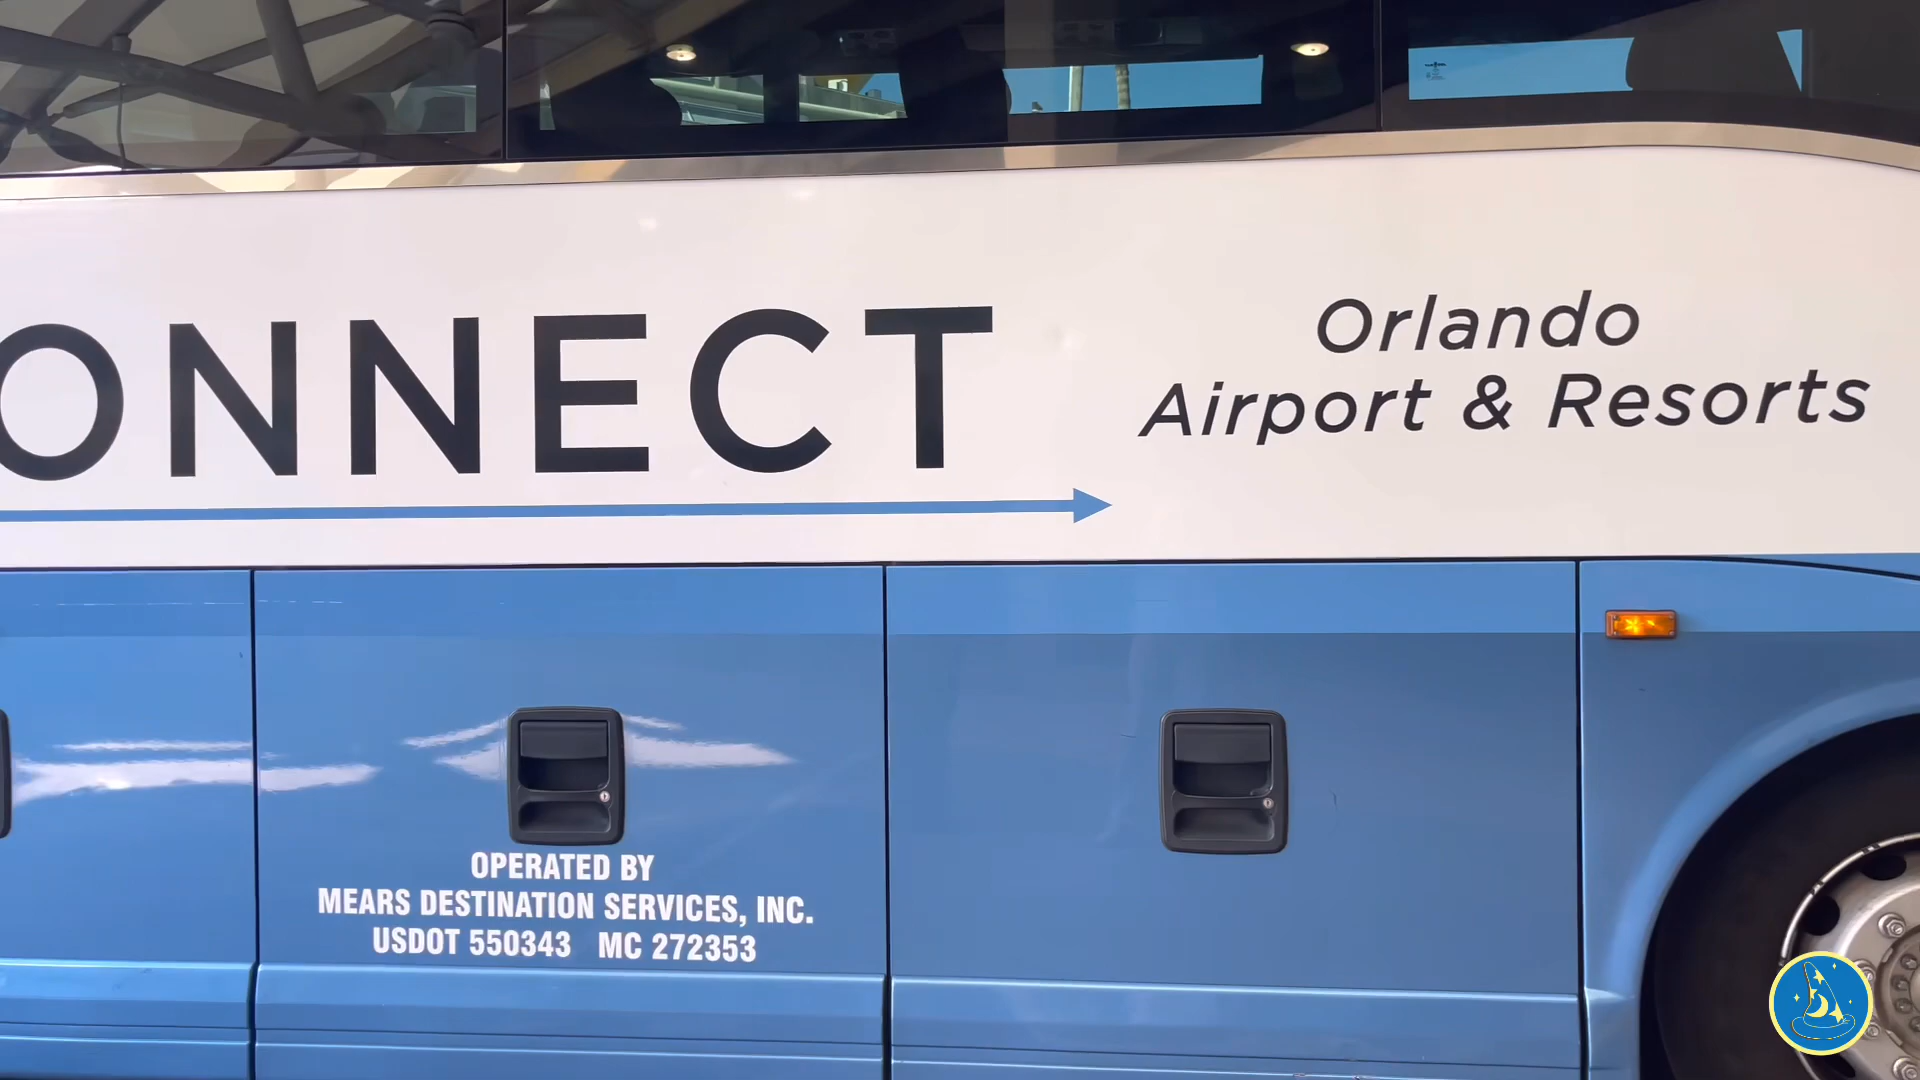 ONNECT
Orlando
Airport & Resorts
OPERATED BY
MEARS DESTINATION SERVICES, INC.
USDOT 550343 MC 272353